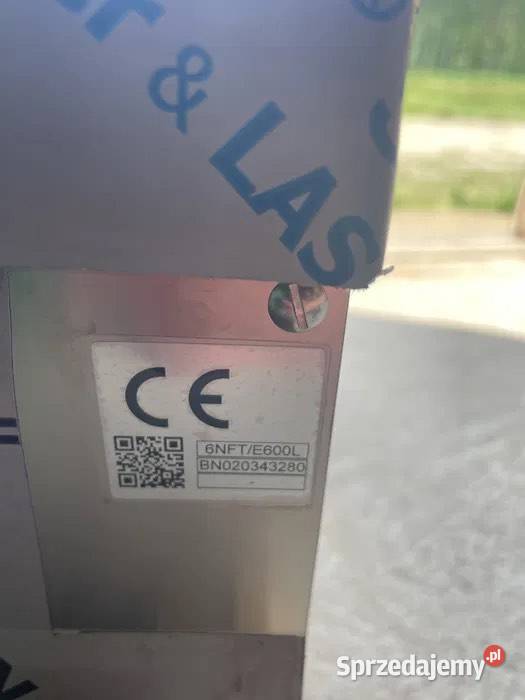 & LAS
CE
6NFT/E600L
BN020343280
-
Sprzedajemy.pl